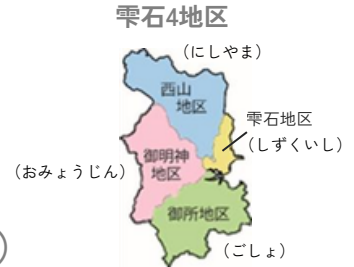 雫石4地区
(にしやま)
西山
地区
雫石地区
(しずくいし)
御明神
地区
(おみょうじん)
御所地区
(ごしょ)